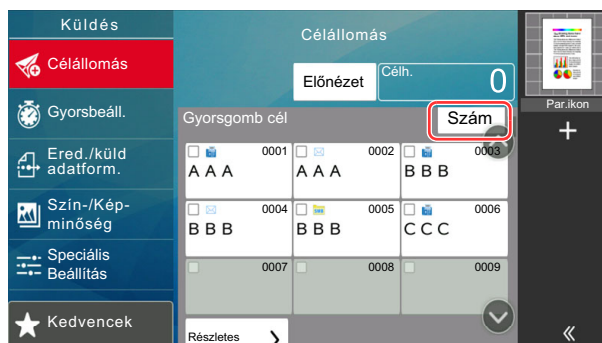 Küldés
Célállomás
Gyorsbeáll.
Ered./küld
adatform.
Szín-/Kép-
minőség
Speciális
Beállítás
Kedvencek
Célállomás
Előnézet
Célh.
0
Gyorsgomb cél
Szám
0001
A A A
0002
A A A
0003
B B B
0004
B B B
0005
B B B
0006
C C C
0007
0008
0009
Részletes
Par.ikon